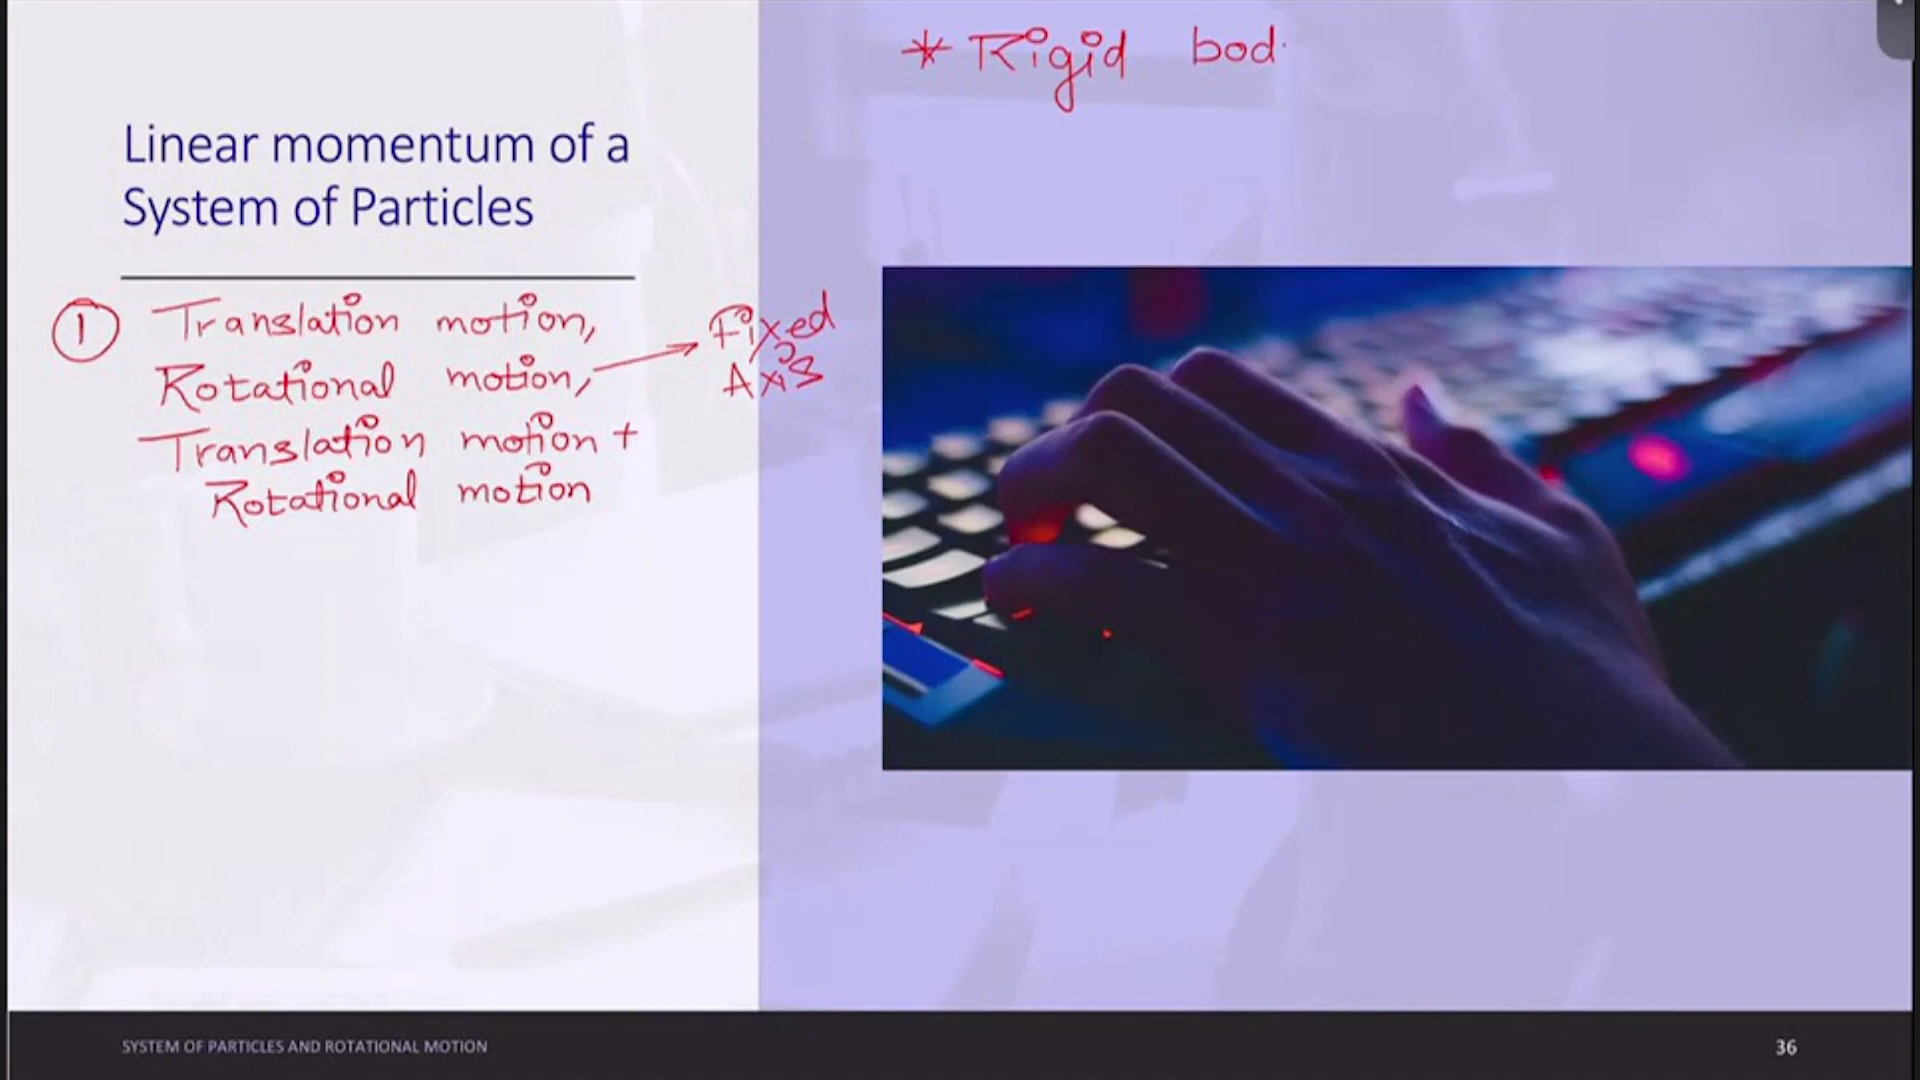 * Rigid bod
Linear momentum of a
System of Particles
① Translation motion,
Rotational motion, → Fixed
Axis
Translation motion +
Rotational motion
SYSTEM OF PARTICLES AND ROTATIONAL MOTION
36